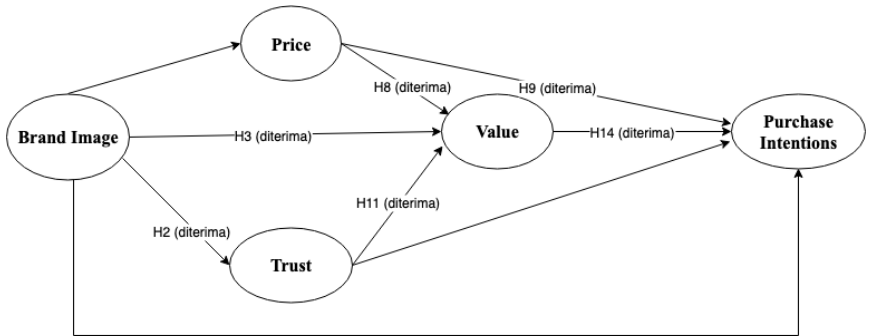 Price
H8 (diterima)
H9 (diterima)
Brand Image
H3 (diterima)
Value
H14 (diterima)
Purchase
Intentions
H11 (diterima)
H2 (diterima)
Trust